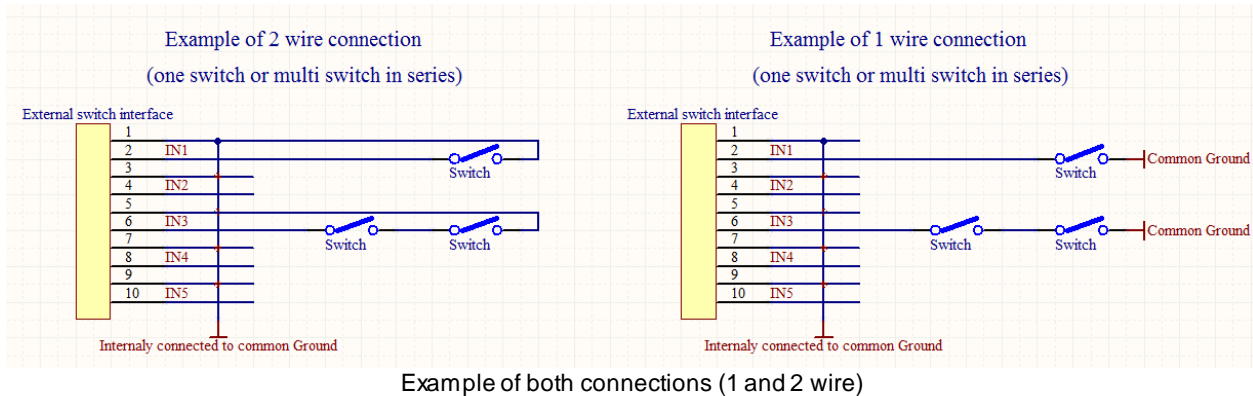 Example of 2 wire connection
(one switch or multi switch in series)
External switch interface
1
2 IN1
Switch
3
4 IN2
5
6 IN3
Switch Switch
7
8 IN4
9
10 IN5
Internaly connected to common Ground
Example of 1 wire connection
(one switch or multi switch in series)
External switch interface
1
2 IN1
Common Ground
Switch
3
4 IN2
5
6 IN3
Common Ground
Switch Switch
7
8 IN4
9
10 IN5
Internaly connected to common Ground
Example of both connections (1 and 2 wire)